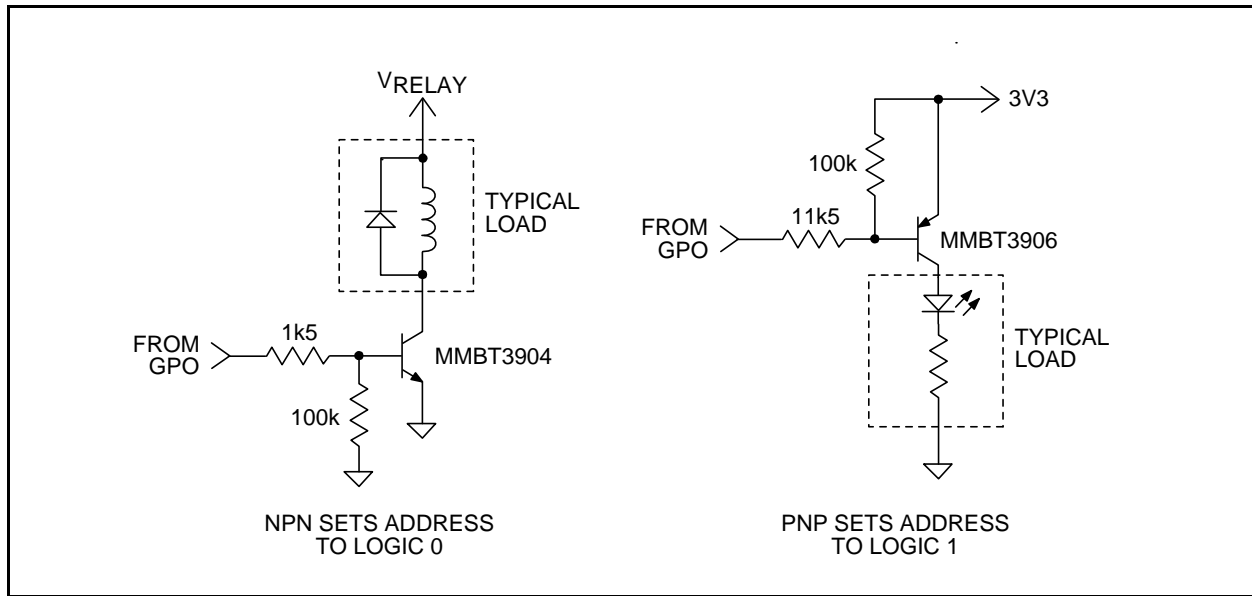 VRELAY
TYPICAL
LOAD
FROM
GPO
1k5
MMBT3904
100k
NPN SETS ADDRESS
TO LOGIC 0
3V3
100k
FROM
GPO
11k5
MMBT3906
TYPICAL
LOAD
PNP SETS ADDRESS
TO LOGIC 1